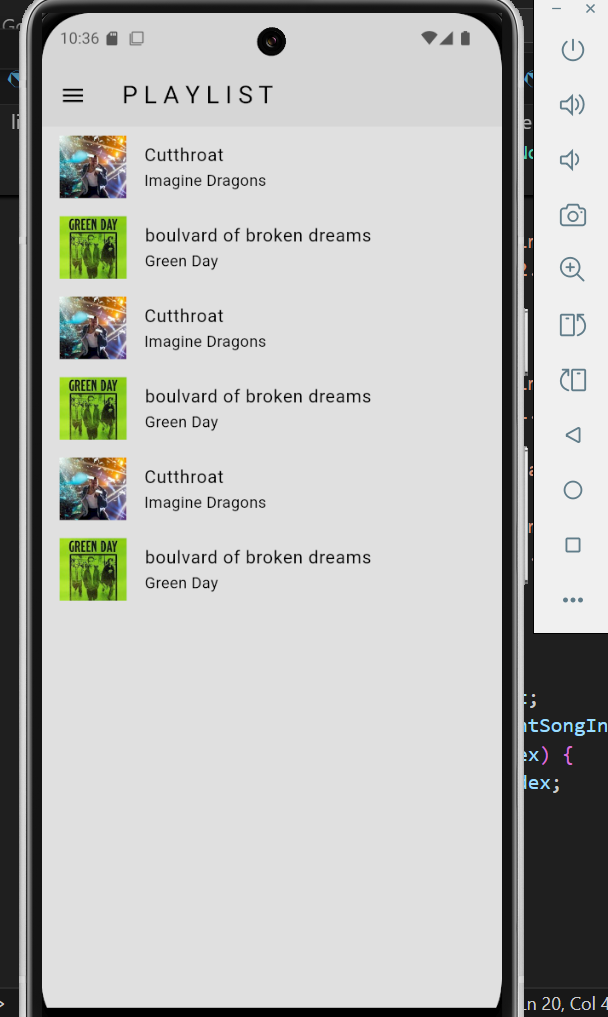 10:36
PLAYLIST
Cutthroat
Imagine Dragons
GREEN DAY
boulvard of broken dreams
Green Day
Cutthroat
Imagine Dragons
GREEN DAY
boulvard of broken dreams
Green Day
Cutthroat
Imagine Dragons
GREEN DAY
boulvard of broken dreams
Green Day
t;
ntSongIn
ex) {
dex;
Ln 20, Col 4